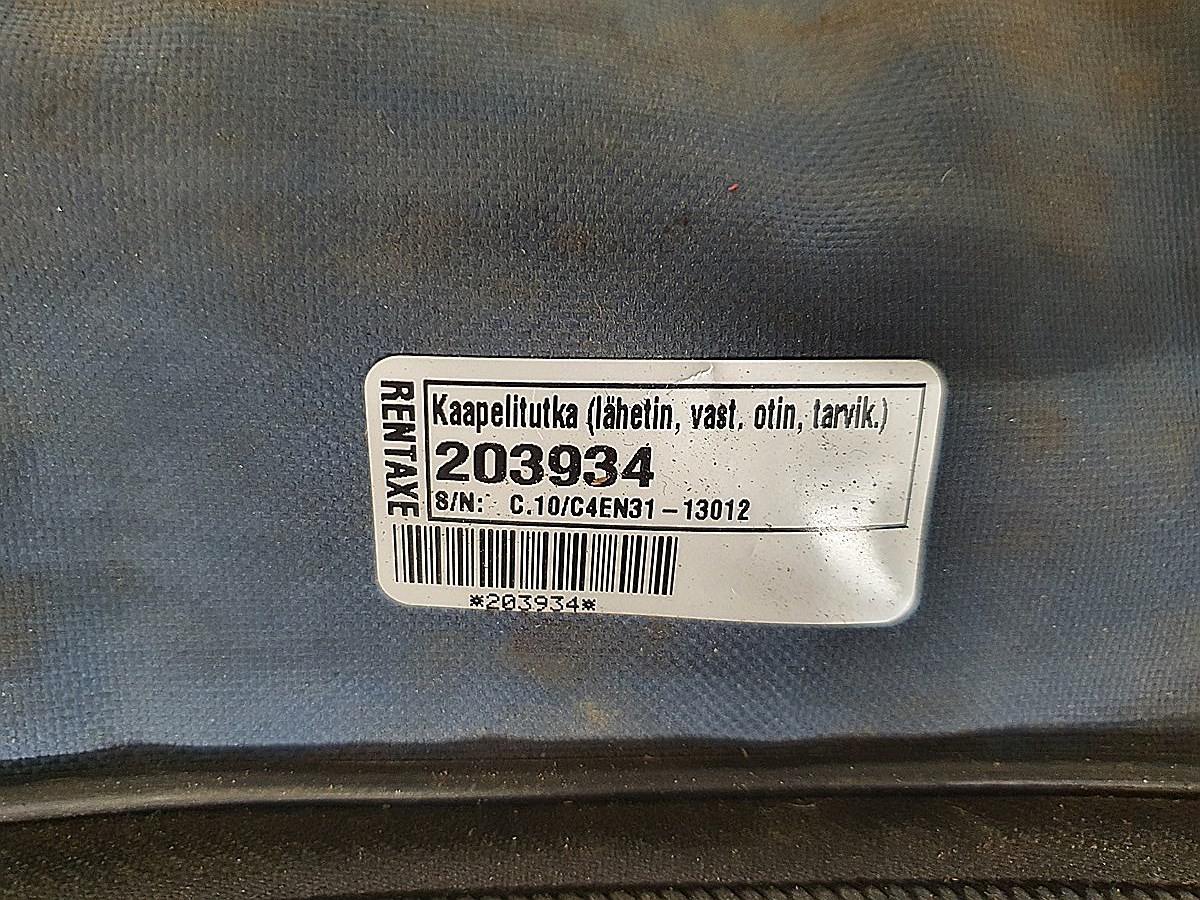 RENTAXE
Kaapelitutka (lähetin, vast. otin, tarvik.)
203934
S/N: C.10/C4EN31-13012
*203934*